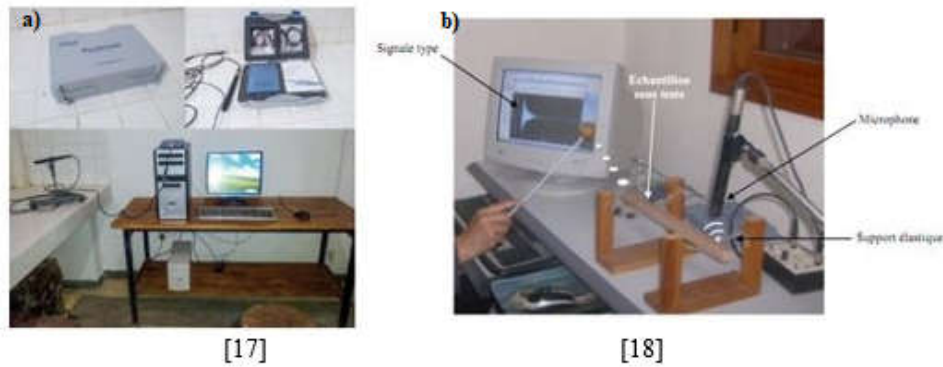 a)
b)
Signale type
Echantillon
sous teste
Microphone
Support élastique
[17]
[18]